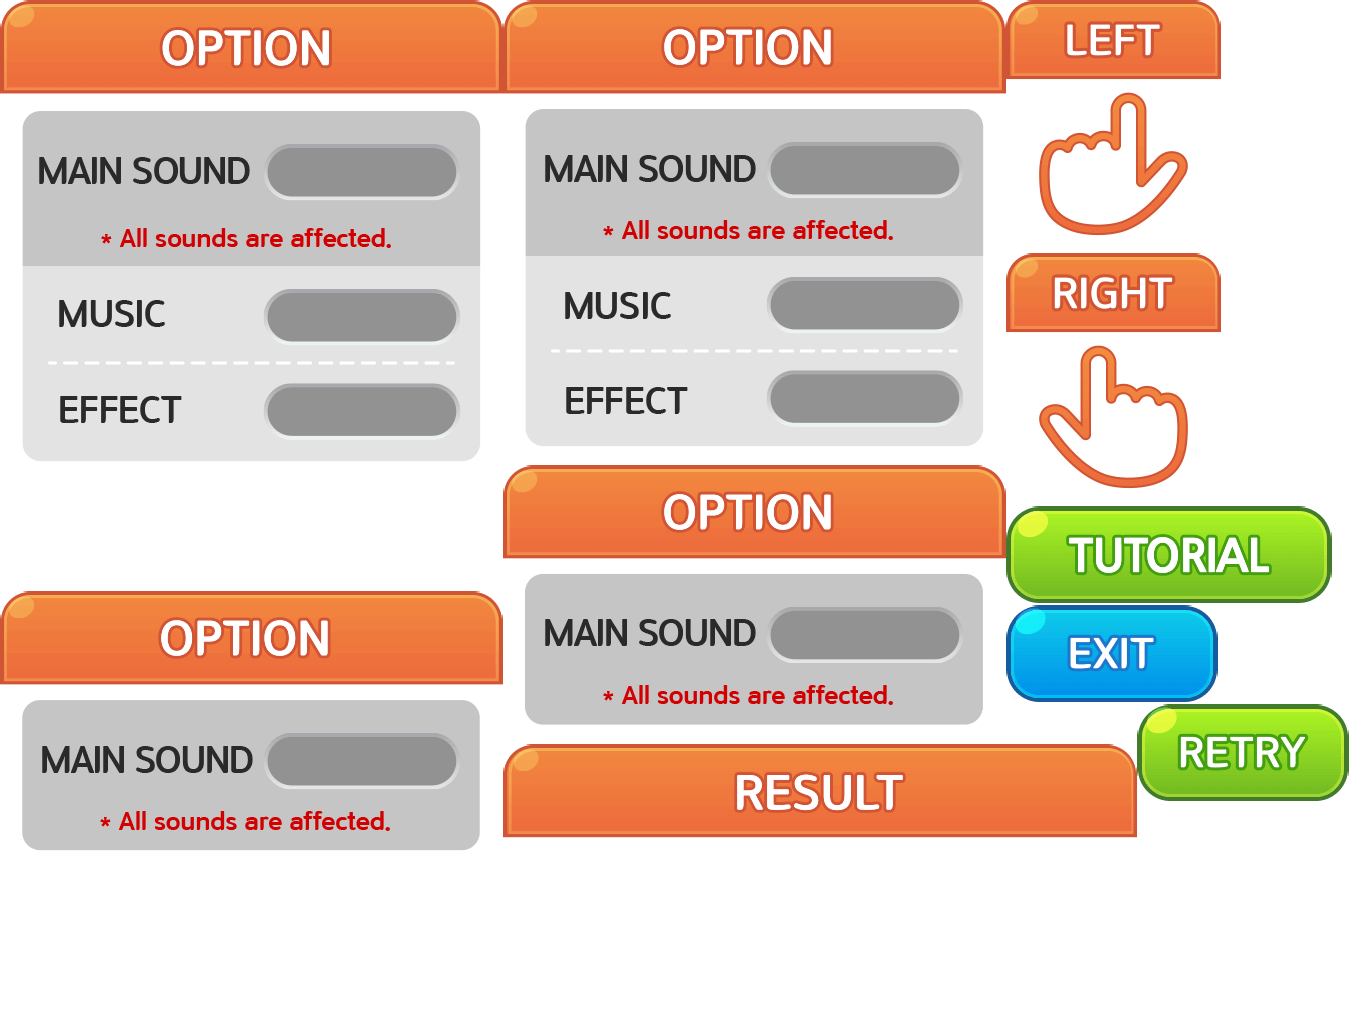 OPTION
MAIN SOUND
* All sounds are affected.
MUSIC
EFFECT
OPTION
MAIN SOUND
* All sounds are affected.
OPTION
MAIN SOUND
* All sounds are affected.
MUSIC
EFFECT
OPTION
MAIN SOUND
* All sounds are affected.
RESULT
LEFT
RIGHT
TUTORIAL
EXIT
RETRY